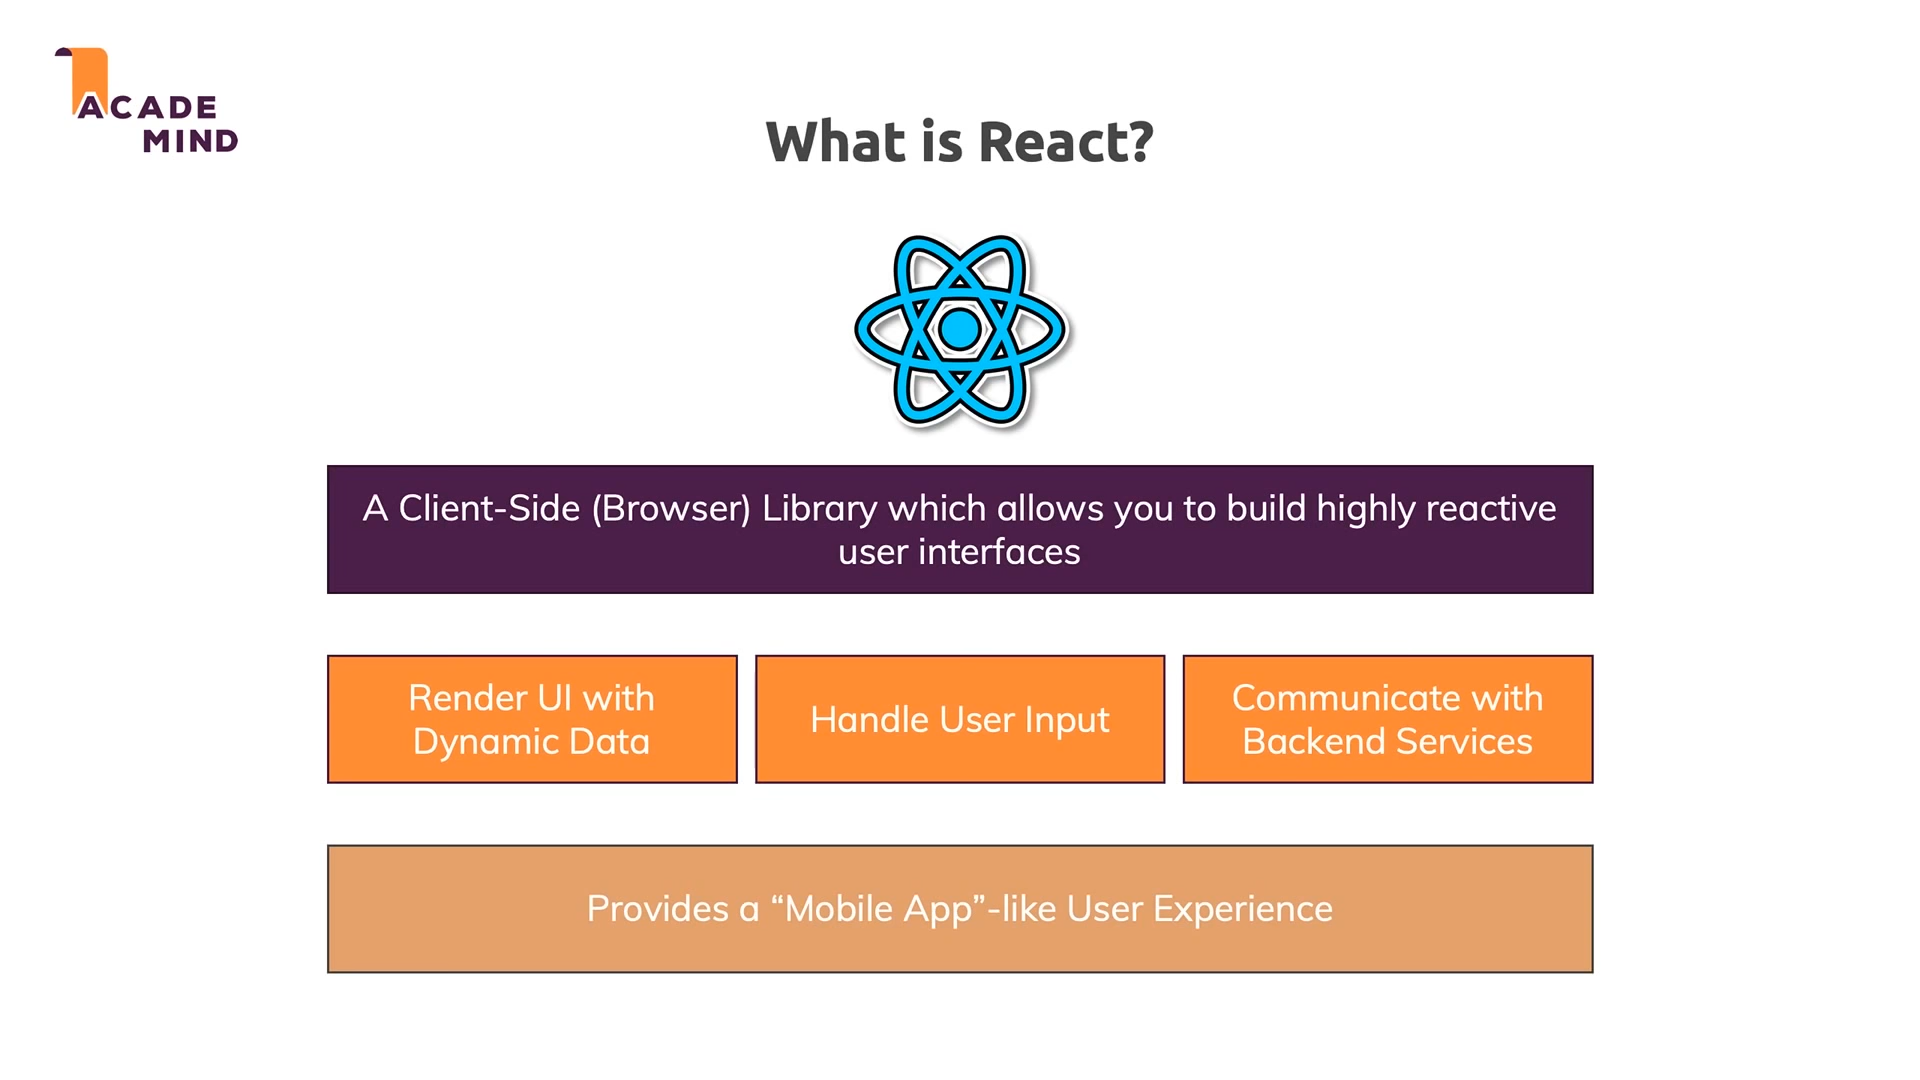 ACADE
MIND
What is React?
A Client-Side (Browser) Library which allows you to build highly reactive
user interfaces
Render UI with
Dynamic Data
Handle User Input
Communicate with
Backend Services
Provides a “Mobile App”-like User Experience